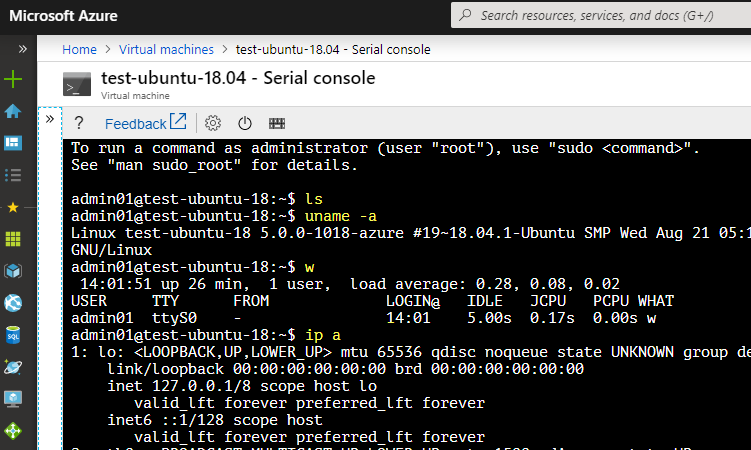 Microsoft Azure
Search resources, services, and docs (G+/)
Home > Virtual machines > test-ubuntu-18.04 - Serial console
test-ubuntu-18.04 - Serial console
Virtual machine
? Feedback
To run a command as administrator (user "root"), use "sudo <command>".
See "man sudo_root" for details.
admin01@test-ubuntu-18:~$ ls
admin01@test-ubuntu-18:~$ uname -a
Linux test-ubuntu-18 5.0.0-1018-azure #19~18.04.1-Ubuntu SMP Wed Aug 21 05:1
GNU/Linux
admin01@test-ubuntu-18:~$ w
14:01:51 up 26 min, 1 user, load average: 0.28, 0.08, 0.02
USER TTY FROM LOGIN@ IDLE JCPU PCPU WHAT
admin01 ttyS0 - 14:01 5.00s 0.17s 0.00s w
admin01@test-ubuntu-18:~$ ip a
1: lo: <LOOPBACK,UP,LOWER_UP> mtu 65536 qdisc noqueue state UNKNOWN group de
link/loopback 00:00:00:00:00:00 brd 00:00:00:00:00:00
inet 127.0.0.1/8 scope host lo
valid_lft forever preferred_lft forever
inet6 ::1/128 scope host
valid_lft forever preferred_lft forever